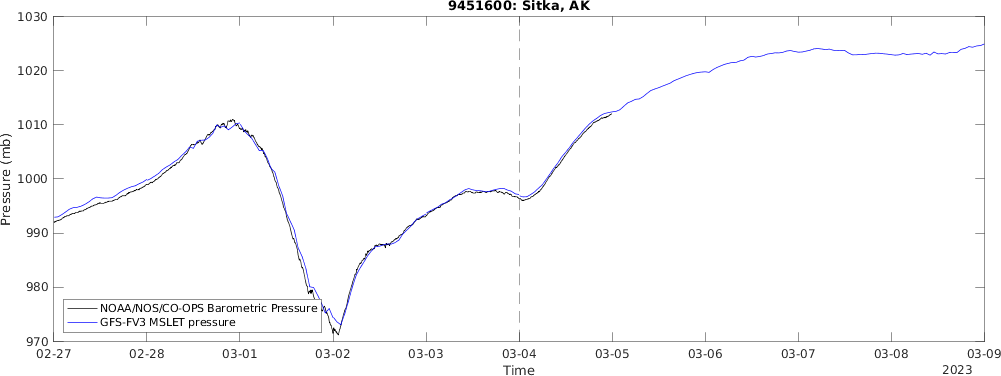 9451600: Sitka, AK
Pressure (mb)
1030
1020
1010
1000
990
980
970
NOAA/NOS/CO-OPS Barometric Pressure
GFS-FV3 MSLET pressure
02-27 02-28 03-01 03-02 03-03 03-04 03-05 03-06 03-07 03-08 03-09
Time
2023